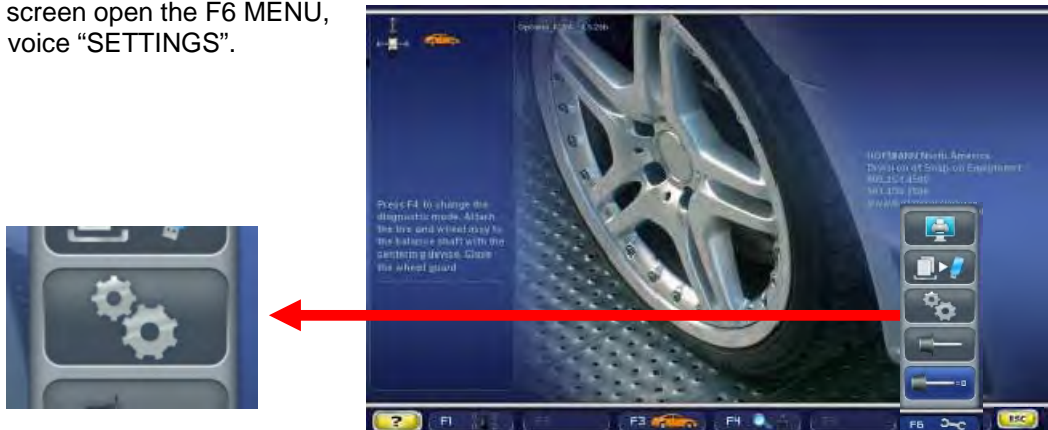 screen open the F6 MENU,
voice “SETTINGS”.
Press F4 to change the
diagnostic mode. Attach
the tire and wheel assy to
the balance shaft with the
centering device. Close
the wheel guard
HOFMANN North America
Division of Snap-on Equipment
?
F1
F3
F4
F6
ESC